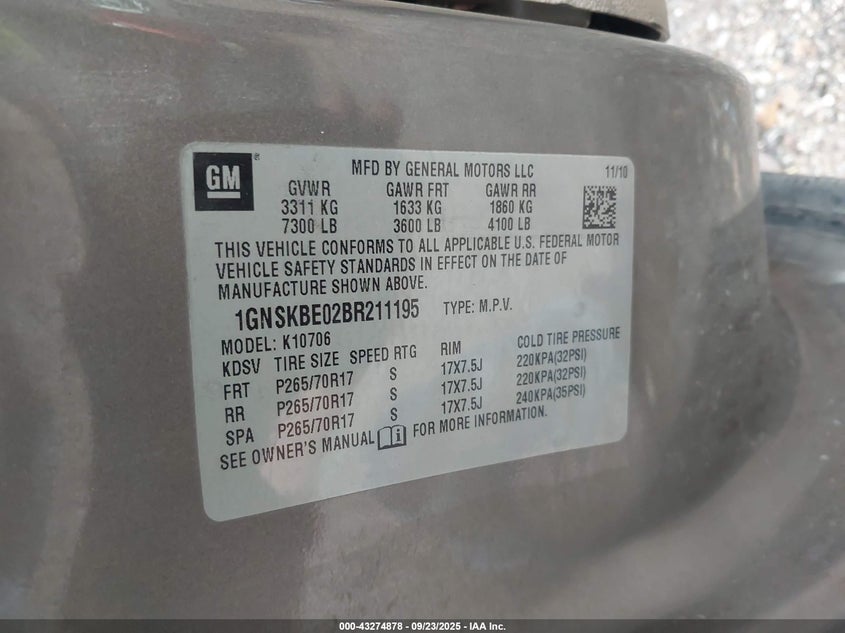 GM ®
MFD BY GENERAL MOTORS LLC 11/10
GVWR GAWR FRT GAWR RR
3311 KG 1633 KG 1860 KG
7300 LB 3600 LB 4100 LB
THIS VEHICLE CONFORMS TO ALL APPLICABLE U.S. FEDERAL MOTOR
VEHICLE SAFETY STANDARDS IN EFFECT ON THE DATE OF
MANUFACTURE SHOWN ABOVE.
1GNSKBE02BR211195 TYPE: M.P.V.
MODEL: K10706
KDSV TIRE SIZE SPEED RTG RIM COLD TIRE PRESSURE
FRT P265/70R17 S 17X7.5J 220KPA(32PSI)
RR P265/70R17 S 17X7.5J 220KPA(32PSI)
SPA P265/70R17 S 17X7.5J 240KPA(35PSI)
SEE OWNER'S MANUAL i FOR MORE INFORMATION.
000-43274878 - 09/23/2025 - IAA Inc.